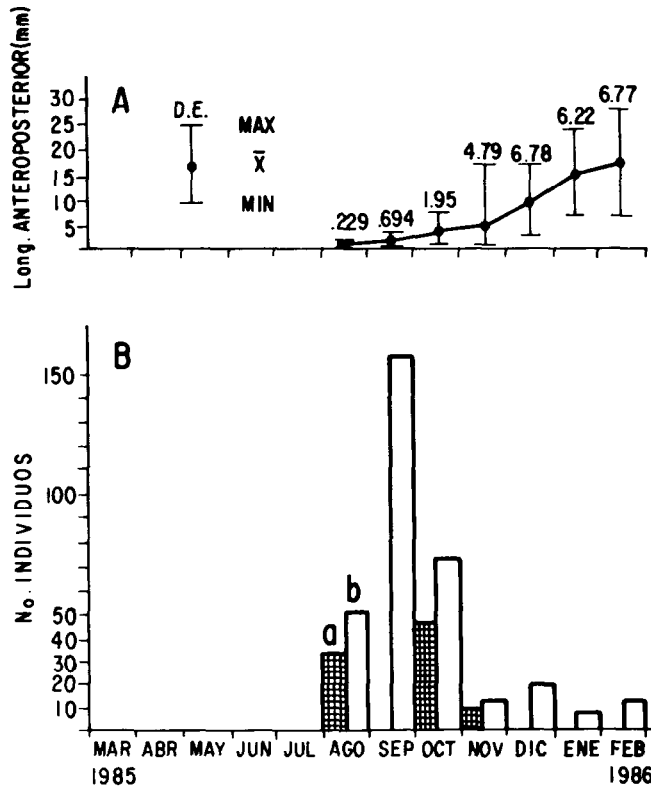 Long. ANTEROPOSTERIOR(mm)
A
30
25
20
15
10
5
D.E.
MAX
X̄
MIN
.229
.694
1.95
4.79
6.78
6.22
6.77
B
No. INDIVIDUOS
150
100
50
40
30
20
10
a
b
MAR ABR MAY JUN JUL AGO SEP OCT NOV DIC ENE FEB
1985 1986